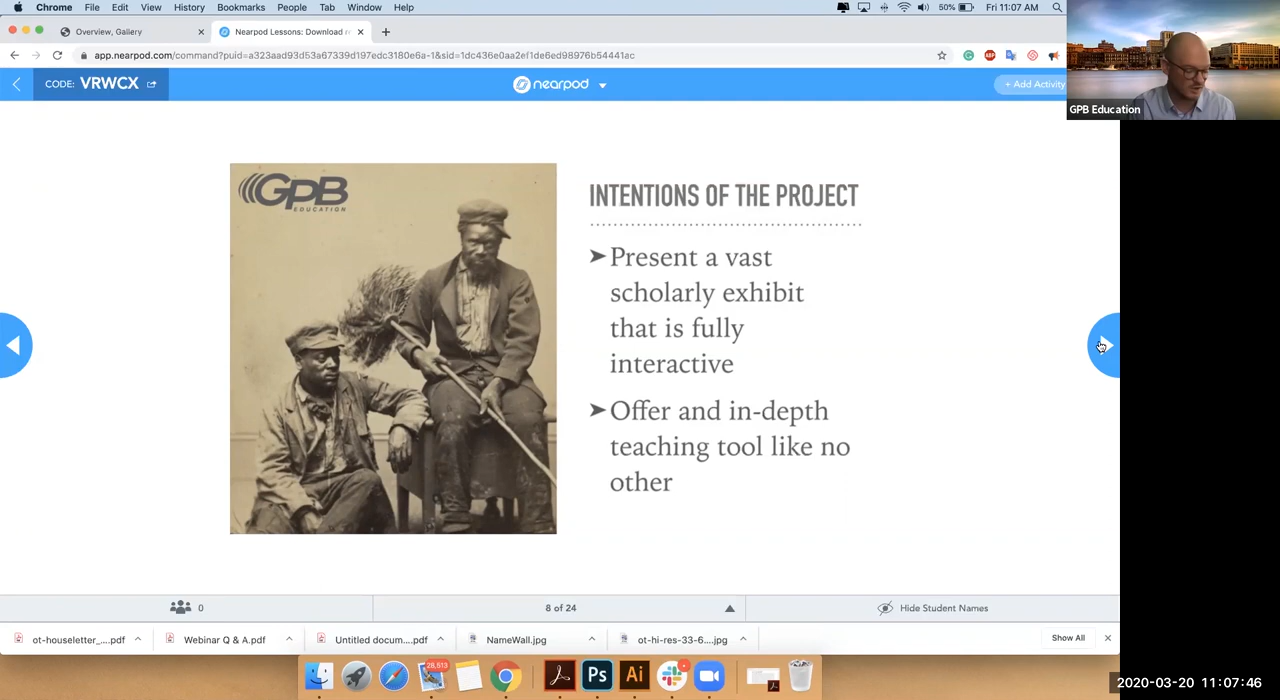 Chrome File Edit View History Bookmarks People Tab Window Help
50% Fri 11:07 AM
Overview, Gallery
Nearpod Lessons: Download r
app.nearpod.com/command?puid=a323aad93d53a67339d197edc3180e6a-1&sid=1dc436e0aa2ef1de6ed98976b54441ac
CODE: VRWCX
nearpod
+ Add Activity
GPB Education
GPB
EDUCATION
INTENTIONS OF THE PROJECT
➤Present a vast
scholarly exhibit
that is fully
interactive
➤Offer and in-depth
teaching tool like no
other
0
8 of 24
Hide Student Names
ot-houseletter_....pdf
Webinar Q & A.pdf
Untitled docum....pdf
NameWall.jpg
ot-hi-res-33-6....jpg
Show All
28,513
Ps
Ai
2020-03-20 11:07:46